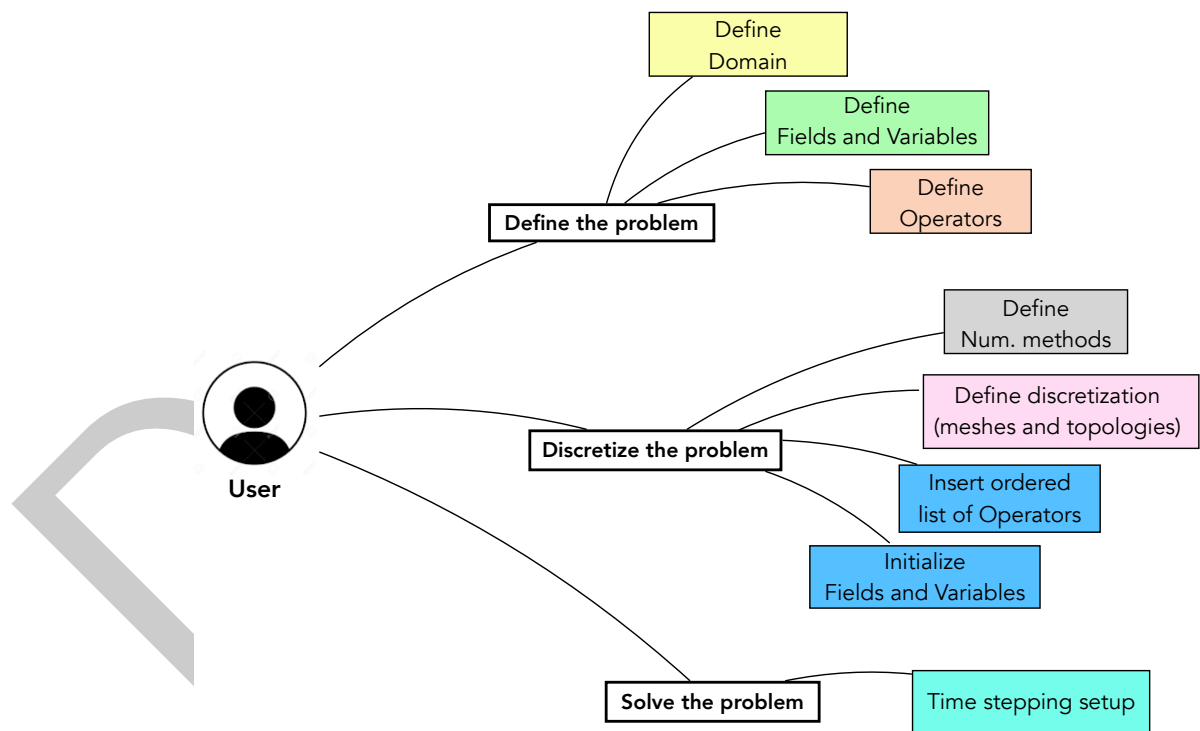 Define
Domain
Define
Fields and Variables
Define
Operators
Define the problem
Define
Num. methods
Define discretization
(meshes and topologies)
Discretize the problem
User
Insert ordered
list of Operators
Initialize
Fields and Variables
Solve the problem
Time stepping setup